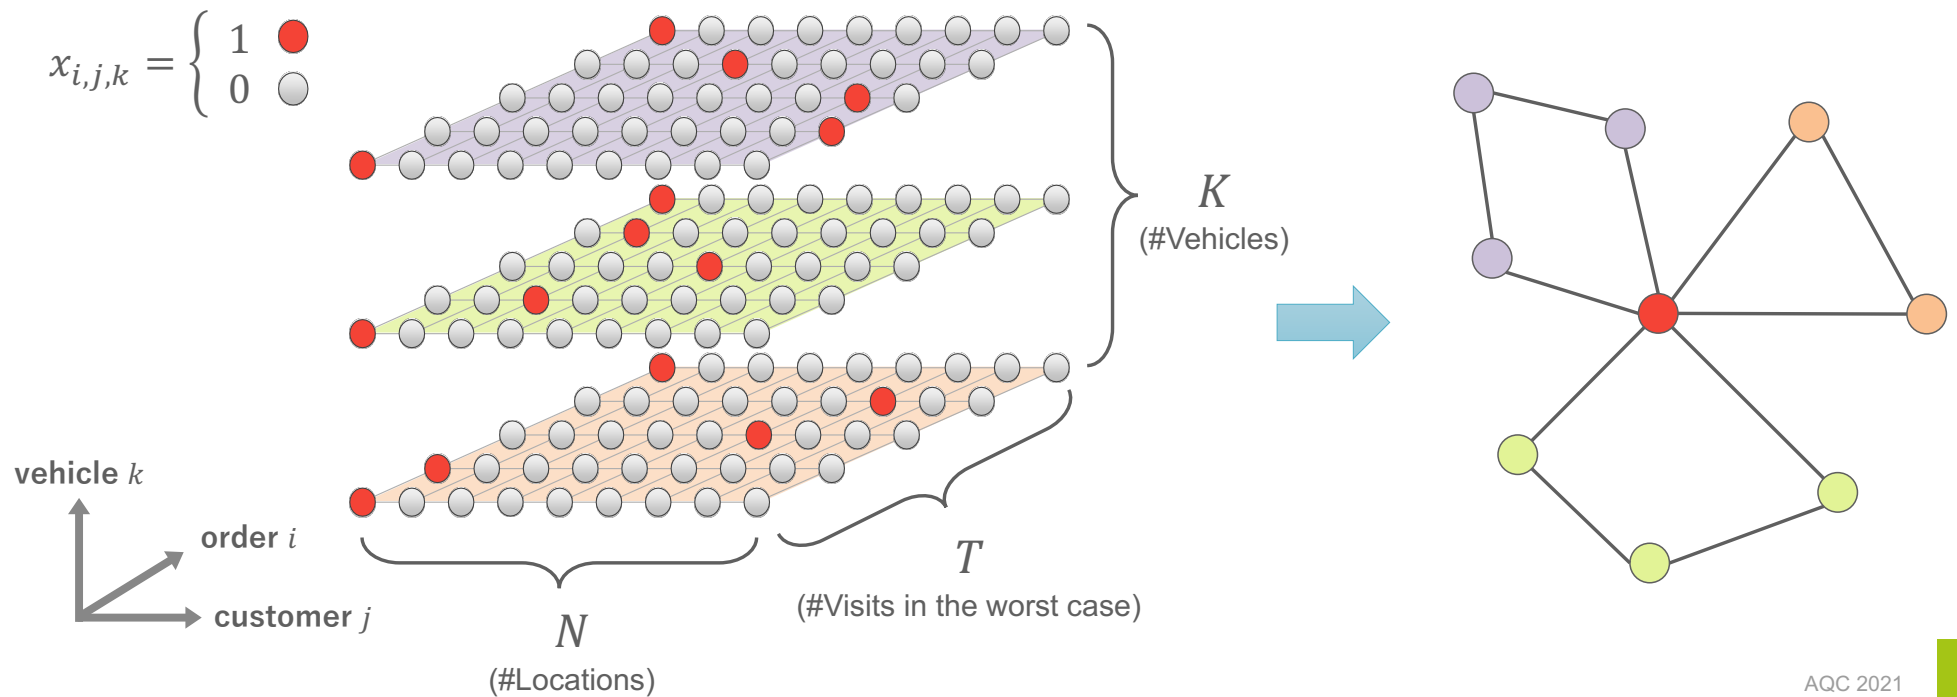 x_{i,j,k} = { 1
0
K
(#Vehicles)
vehicle k
order i
customer j
N
(#Locations)
T
(#Visits in the worst case)
AQC 2021